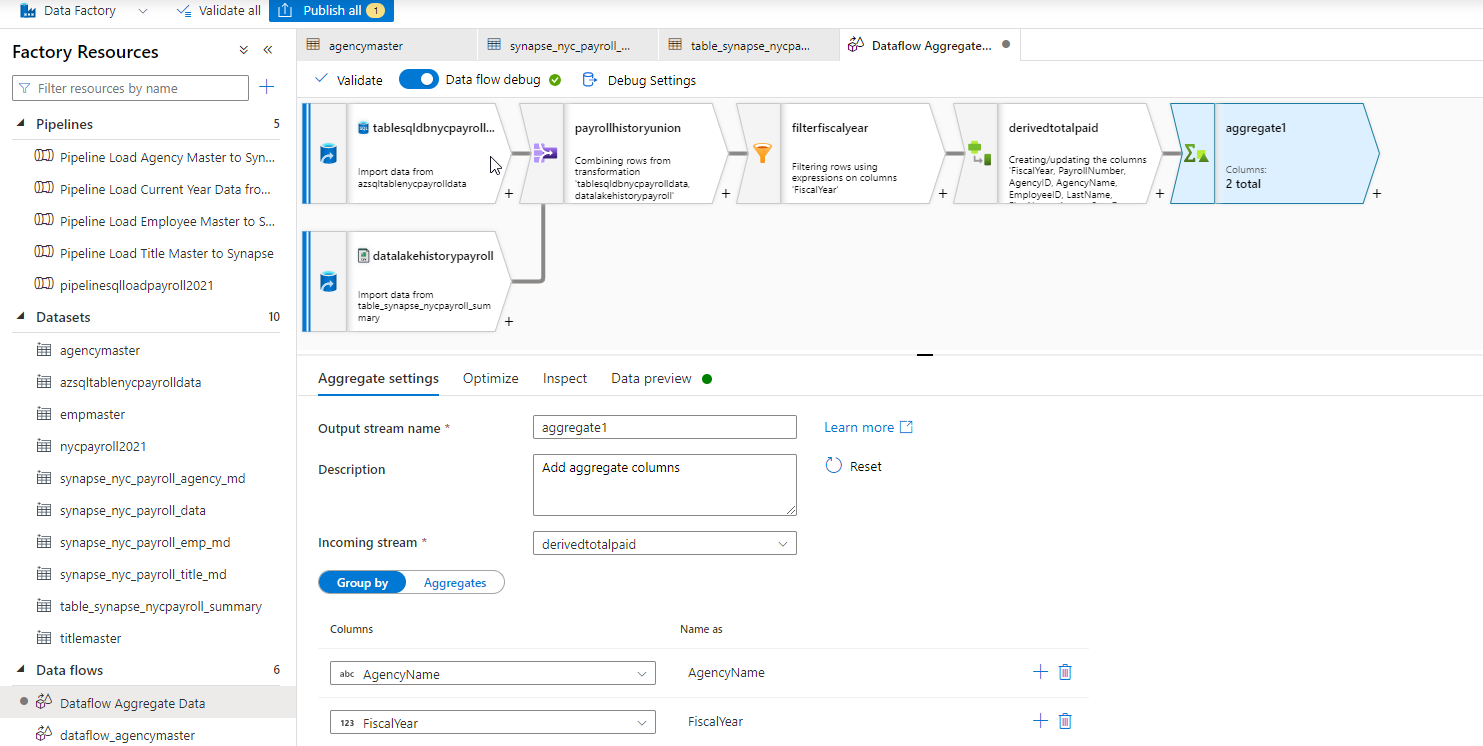 Data Factory
Validate all
Publish all 1
Factory Resources
Filter resources by name
Pipelines 5
Pipeline Load Agency Master to Syn...
Pipeline Load Current Year Data fro...
Pipeline Load Employee Master to S...
Pipeline Load Title Master to Synapse
pipelinesqlloadpayroll2021
Datasets 10
agencymaster
azsqltablenycpayrolldata
empmaster
nycpayroll2021
synapse_nyc_payroll_agency_md
synapse_nyc_payroll_data
synapse_nyc_payroll_emp_md
synapse_nyc_payroll_title_md
table_synapse_nycpayroll_summary
titlemaster
Data flows 6
Dataflow Aggregate Data
dataflow_agencymaster
agencymaster
synapse_nyc_payroll_...
table_synapse_nycpa...
Dataflow Aggregate...
Validate
Data flow debug
Debug Settings
tablesqldbnycpayroll...
Import data from
azsqltablenycpayrolldata
payrollhistoryunion
Combining rows from
transformation
'tablesqldbnycpayrolldata,
datalakehistorypayroll'
filterfiscalyear
Filtering rows using
expressions on columns
'FiscalYear'
derivedtotalpaid
Creating/updating the columns
'FiscalYear, PayrollNumber,
AgencyID, AgencyName,
EmployeeID, LastName,
aggregate1
Columns:
2 total
datalakehistorypayroll
Import data from
table_synapse_nycpayroll_sum
mary
Aggregate settings
Optimize
Inspect
Data preview
Output stream name *
aggregate1
Learn more
Description
Add aggregate columns
Reset
Incoming stream *
derivedtotalpaid
Group by
Aggregates
Columns
Name as
abc AgencyName
AgencyName
123 FiscalYear
FiscalYear